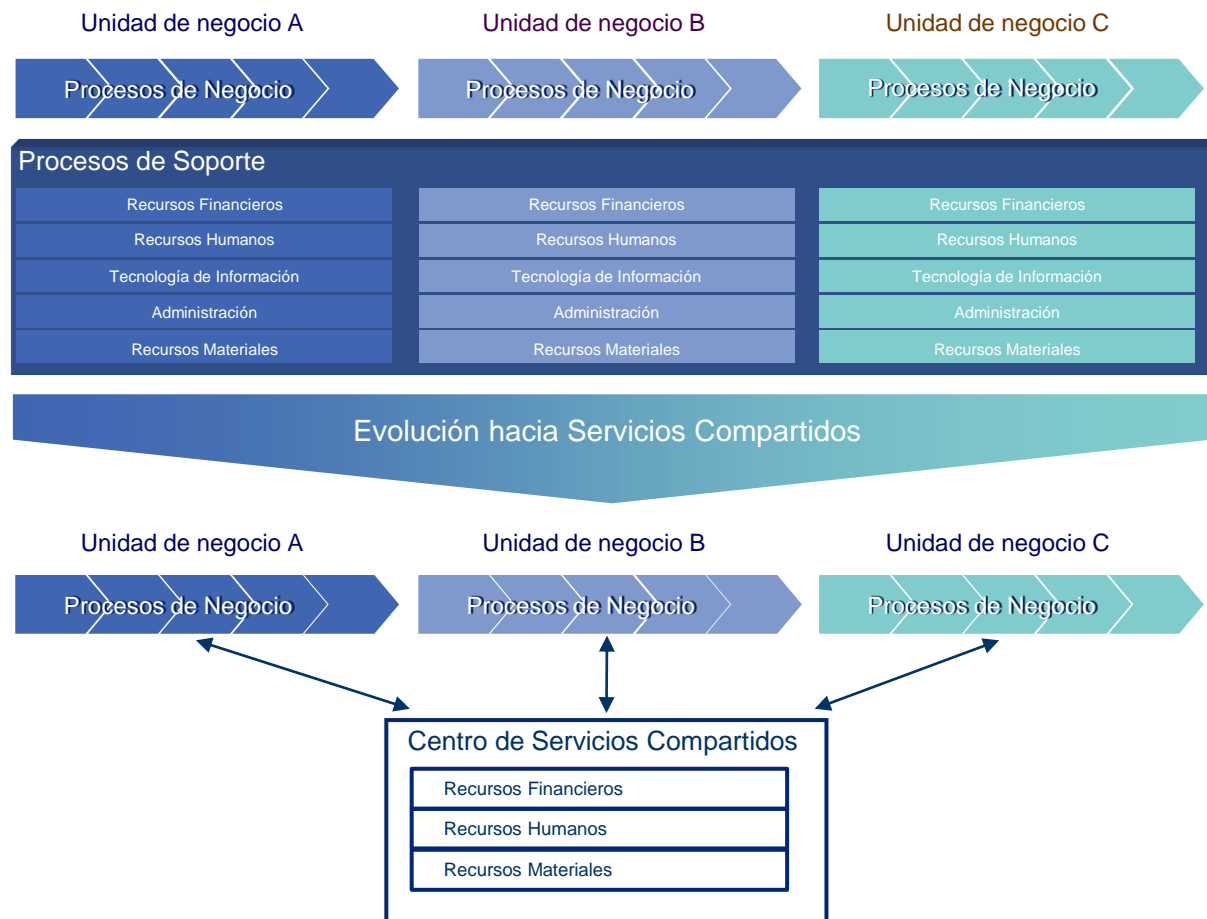 Unidad de negocio A
Unidad de negocio B
Unidad de negocio C
Procesos de Negocio
Procesos de Negocio
Procesos de Negocio
Procesos de Soporte
Recursos Financieros
Recursos Financieros
Recursos Financieros
Recursos Humanos
Recursos Humanos
Recursos Humanos
Tecnología de Información
Tecnología de Información
Tecnología de Información
Administración
Administración
Administración
Recursos Materiales
Recursos Materiales
Recursos Materiales
Evolución hacia Servicios Compartidos
Unidad de negocio A
Unidad de negocio B
Unidad de negocio C
Procesos de Negocio
Procesos de Negocio
Procesos de Negocio
Centro de Servicios Compartidos
Recursos Financieros
Recursos Humanos
Recursos Materiales